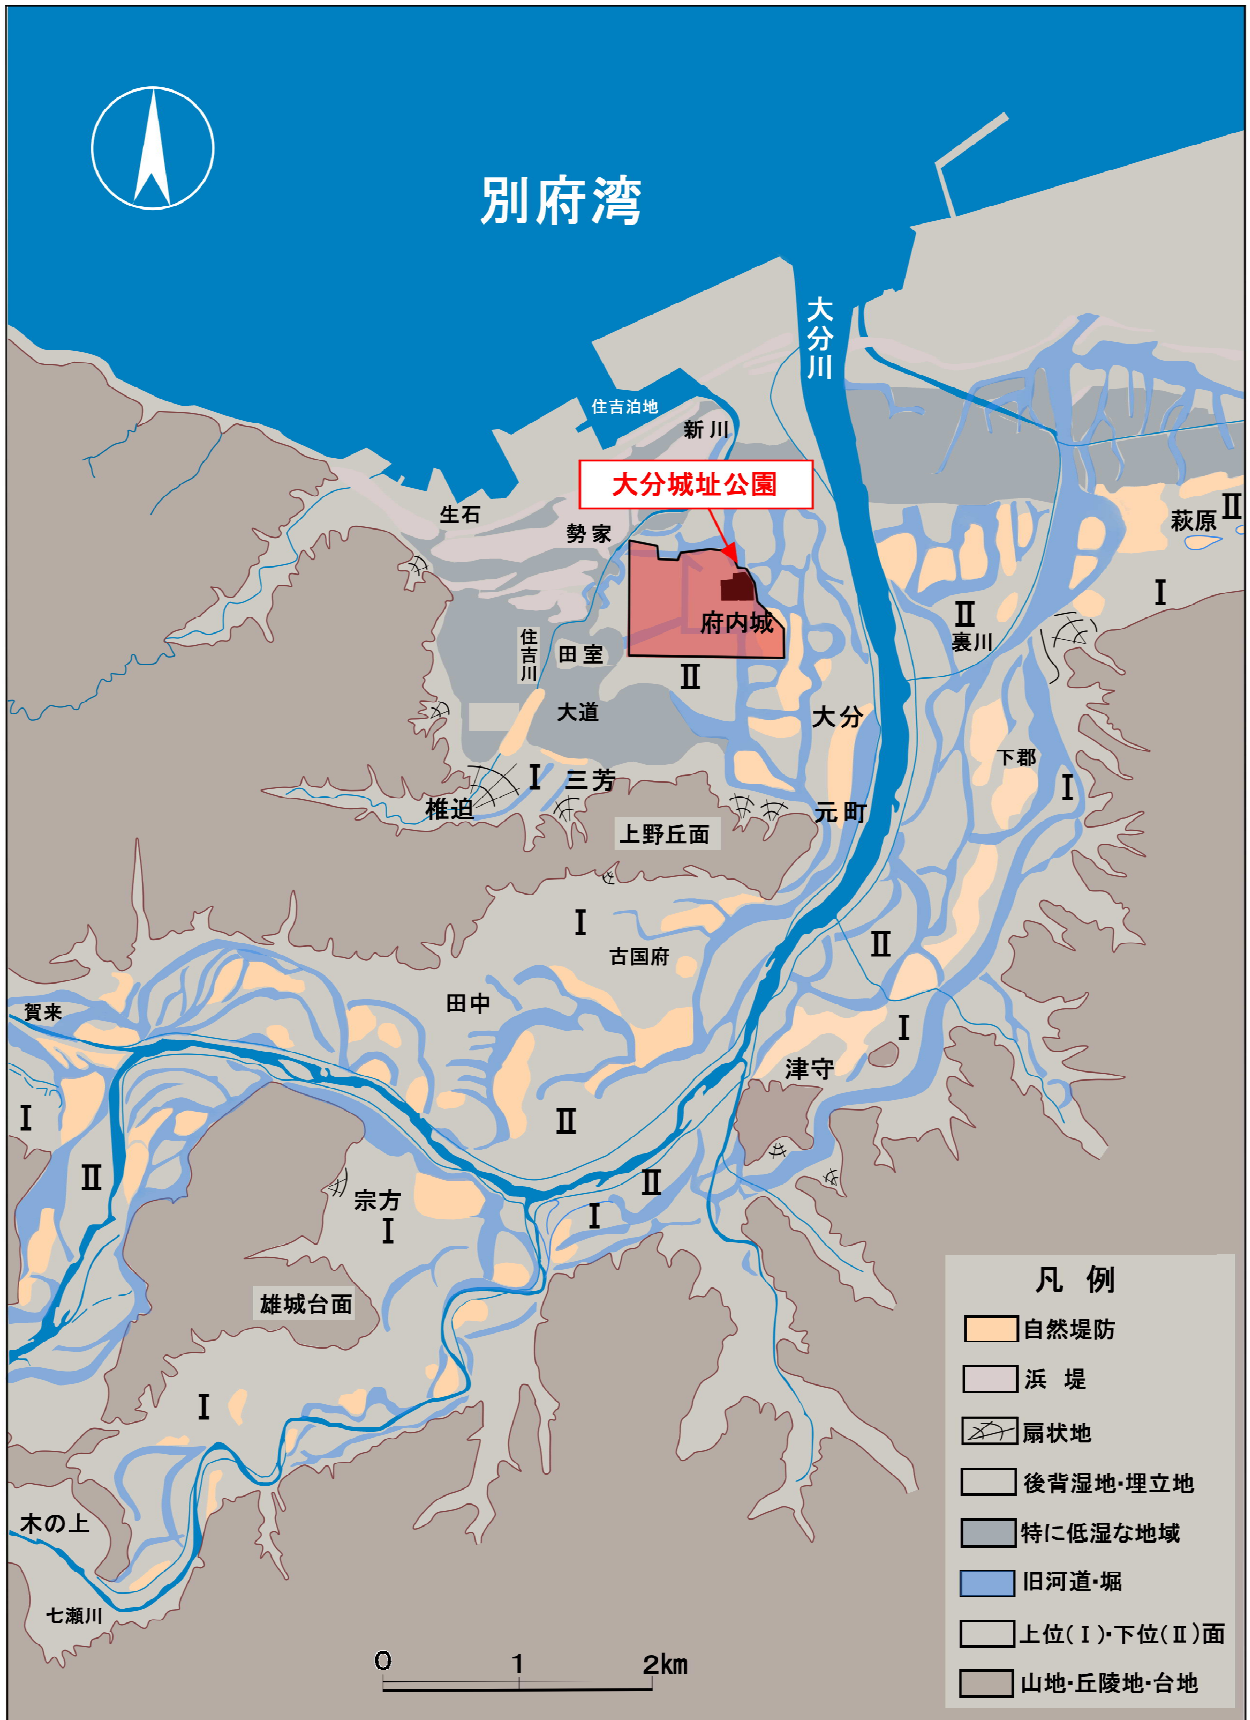 別府湾
大分川
住吉泊地
新川
大分城址公園
生石
勢家
萩原
Ⅱ
Ⅰ
府内城
Ⅱ
裏川
住吉川
田室
Ⅱ
大道
大分
下郡
Ⅰ
Ⅰ
三芳
椎迫
元町
上野丘面
Ⅰ
古国府
Ⅱ
田中
賀来
Ⅰ
津守
Ⅰ
Ⅱ
Ⅱ
Ⅱ
宗方
Ⅰ
Ⅰ
雄城台面
Ⅰ
木の上
七瀬川
0 1 2km
凡 例
自然堤防
浜 堤
扇状地
後背湿地・埋立地
特に低湿な地域
旧河道・堀
上位(Ⅰ)・下位(Ⅱ)面
山地・丘陵地・台地